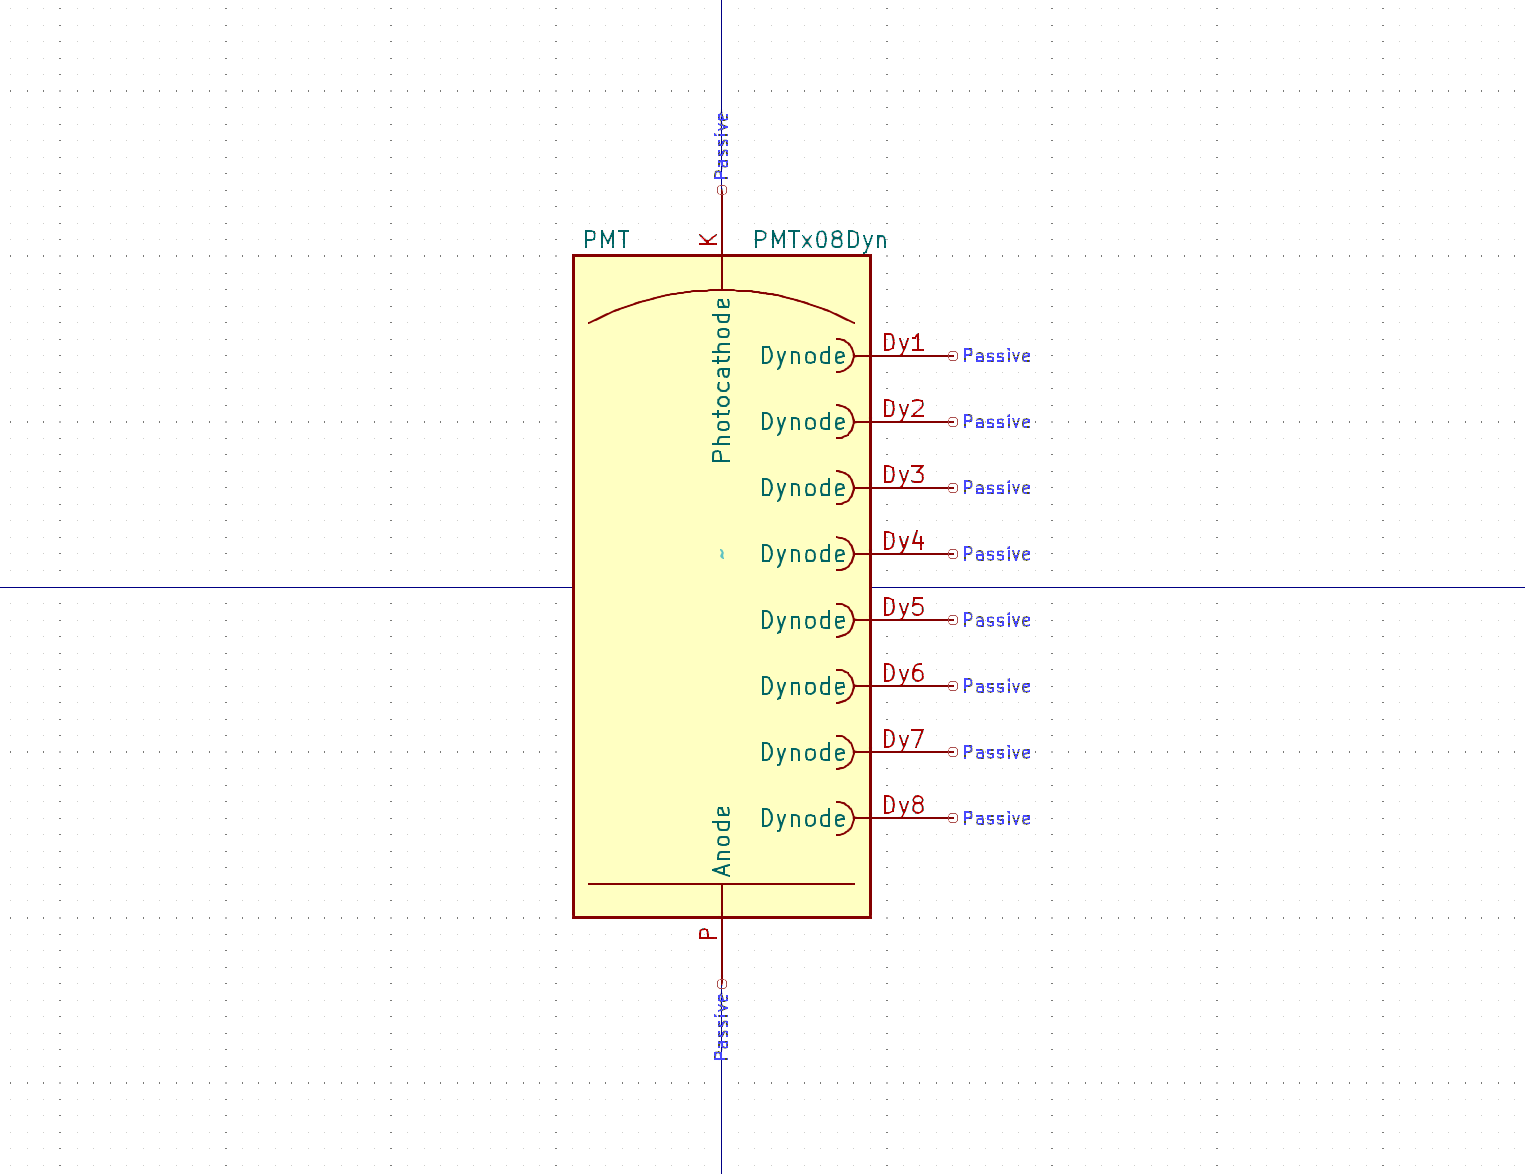 Passive
PMT
K
PMTx08Dyn
Photocathode
Dynode Dy1 Passive
Dynode Dy2 Passive
Dynode Dy3 Passive
~
Dynode Dy4 Passive
Dynode Dy5 Passive
Dynode Dy6 Passive
Dynode Dy7 Passive
Dynode Dy8 Passive
Anode
P
Passive